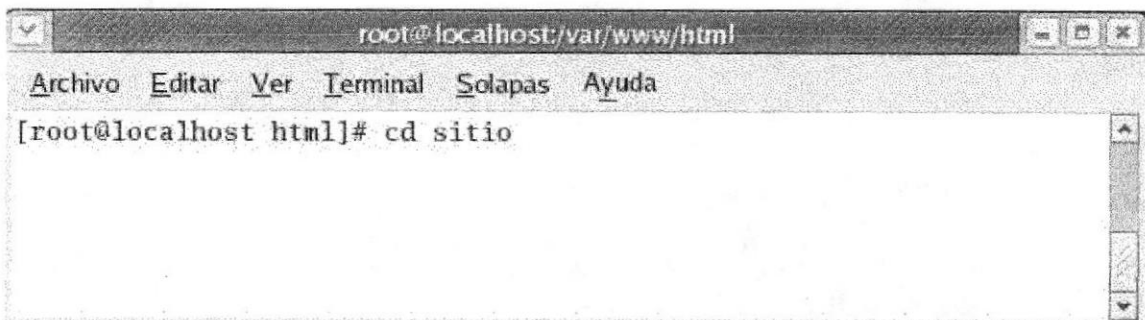 root@localhost:/var/www/html
Archivo Editar Ver Terminal Solapas Ayuda
[root@localhost html]# cd sitio